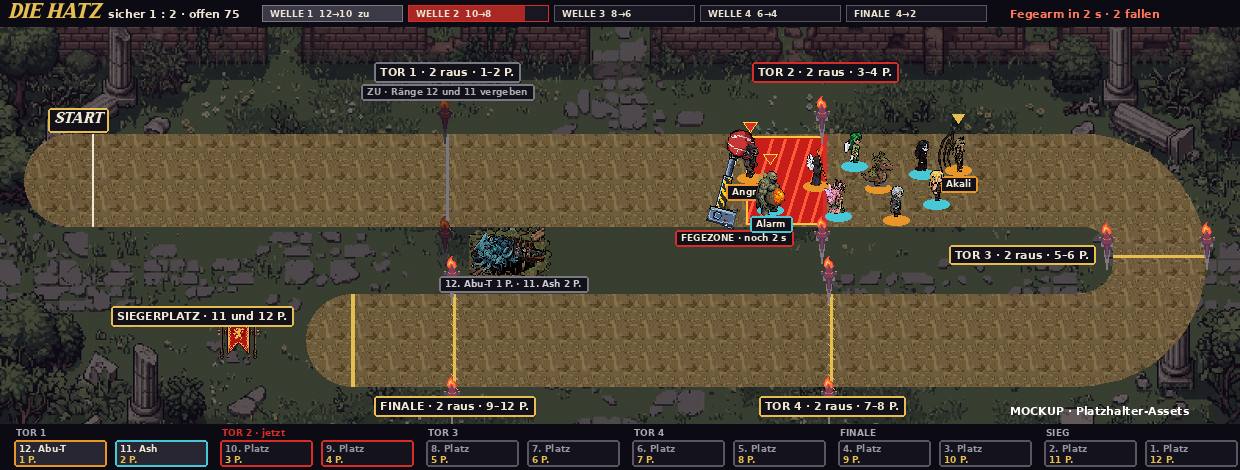 DIE HATZ sicher 1 : 2 · offen 75
WELLE 1 12→10 zu
WELLE 2 10→8
WELLE 3 8→6
WELLE 4 6→4
FINALE 4→2
Fegearm in 2 s · 2 fallen
TOR 1 · 2 raus · 1–2 P.
ZU · Ränge 12 und 11 vergeben
TOR 2 · 2 raus · 3–4 P.
START
Angr
Akali
Alarm
FEGEZONE · noch 2 s
TOR 3 · 2 raus · 5–6 P.
12. Abu-T 1 P. · 11. Ash 2 P.
SIEGERPLATZ · 11 und 12 P.
FINALE · 2 raus · 9–12 P.
TOR 4 · 2 raus · 7–8 P.
MOCKUP · Platzhalter-Assets
TOR 1
12. Abu-T
1 P.
11. Ash
2 P.
TOR 2 · jetzt
10. Platz
3 P.
9. Platz
4 P.
TOR 3
8. Platz
5 P.
7. Platz
6 P.
TOR 4
6. Platz
7 P.
5. Platz
8 P.
FINALE
4. Platz
9 P.
3. Platz
10 P.
SIEG
2. Platz
11 P.
1. Platz
12 P.